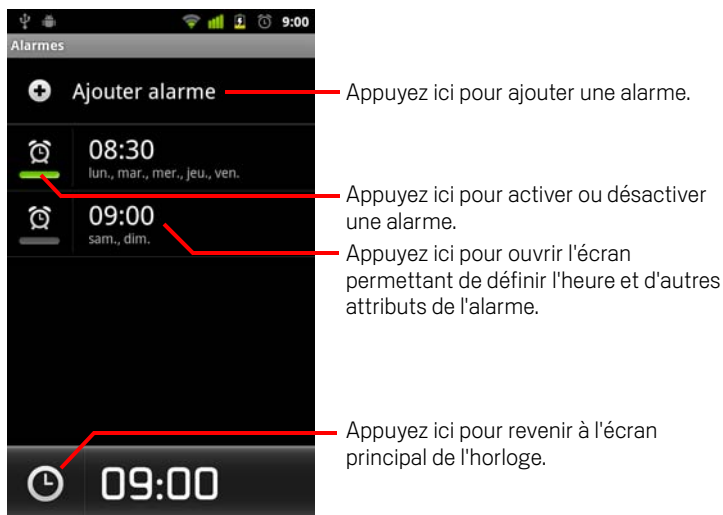 9:00
Alarmes
Ajouter alarme
Appuyez ici pour ajouter une alarme.
08:30
lun., mar., mer., jeu., ven.
Appuyez ici pour activer ou désactiver
une alarme.
09:00
sam., dim.
Appuyez ici pour ouvrir l'écran
permettant de définir l'heure et d'autres
attributs de l'alarme.
Appuyez ici pour revenir à l'écran
principal de l'horloge.
09:00